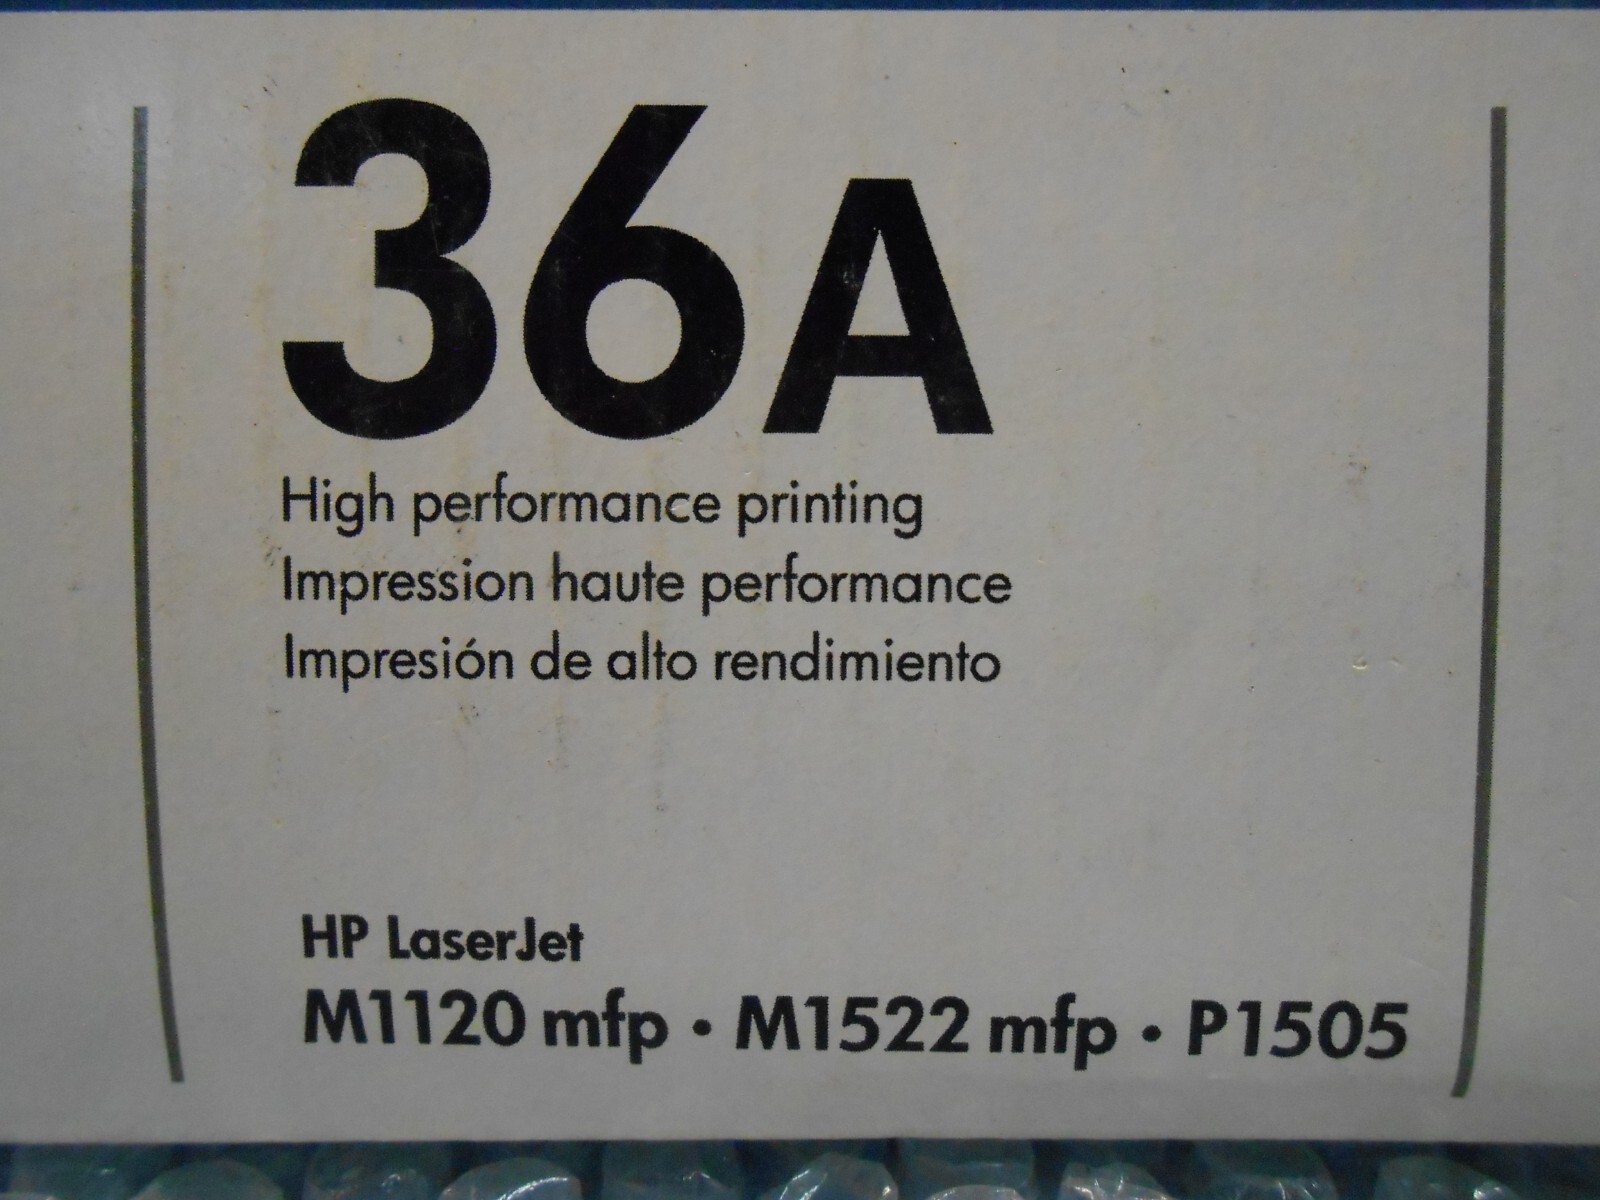 36A
High performance printing
Impression haute performance
Impresión de alto rendimiento
HP LaserJet
M1120 mfp • M1522 mfp • P1505